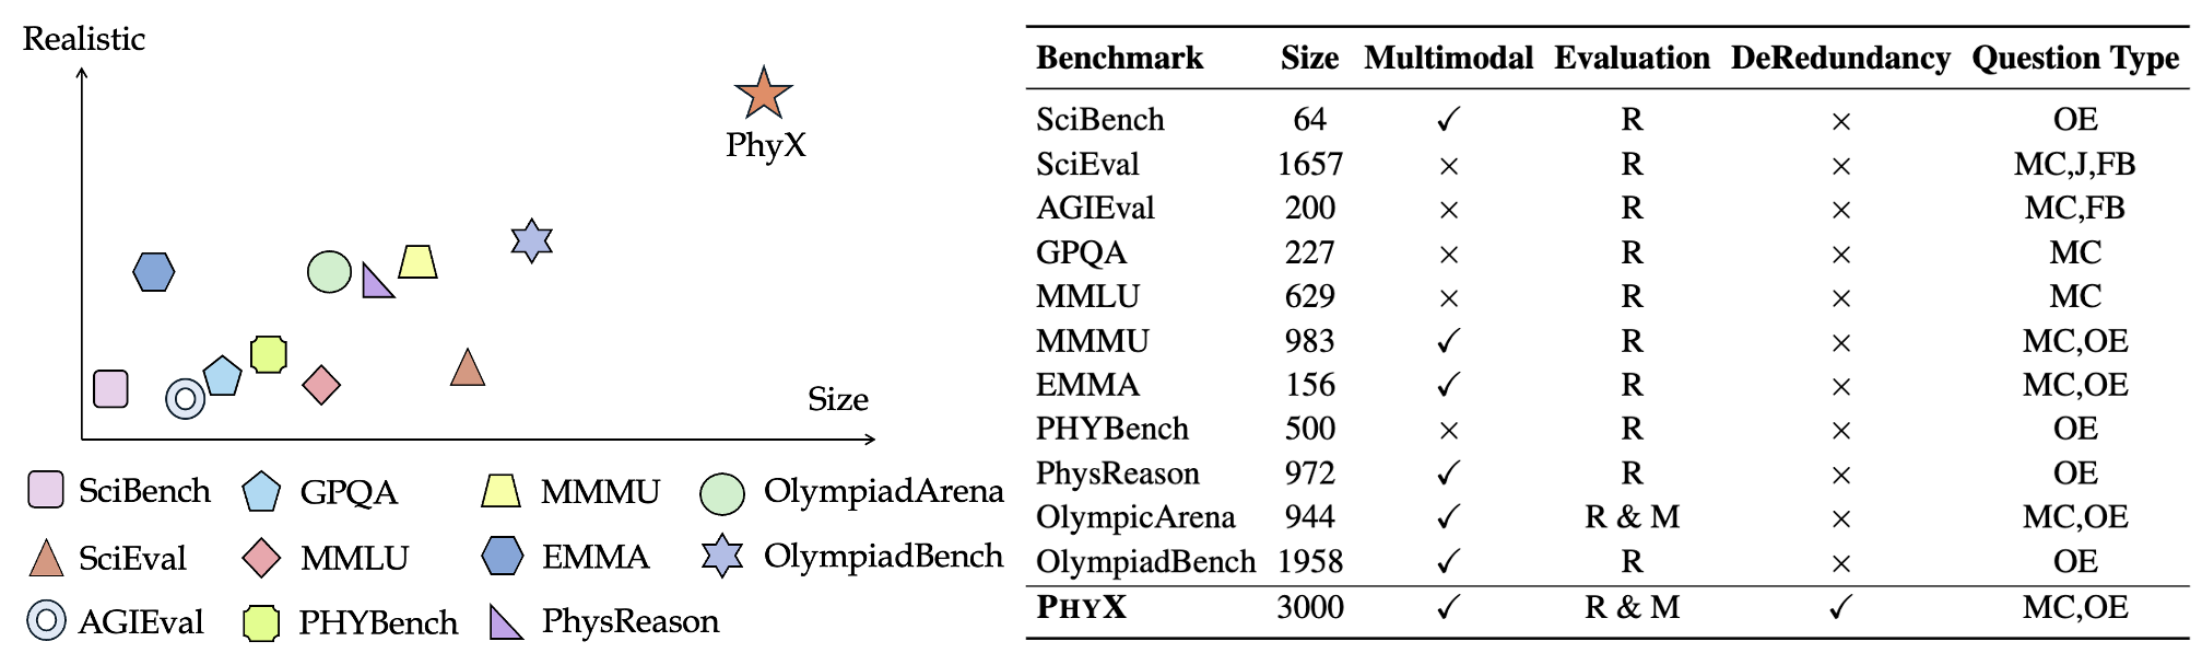 Realistic
PhyX
Size
SciBench GPQA MMMU OlympiadArena
SciEval MMLU EMMA OlympiadBench
AGIEval PHYBench PhysReason
Benchmark Size Multimodal Evaluation DeRedundancy Question Type
SciBench 64 ✓ R × OE
SciEval 1657 × R × MC,J,FB
AGIEval 200 × R × MC,FB
GPQA 227 × R × MC
MMLU 629 × R × MC
MMMU 983 ✓ R × MC,OE
EMMA 156 ✓ R × MC,OE
PHYBench 500 × R × OE
PhysReason 972 ✓ R × OE
OlympicArena 944 ✓ R & M × MC,OE
OlympiadBench 1958 ✓ R × OE
PHYX 3000 ✓ R & M ✓ MC,OE